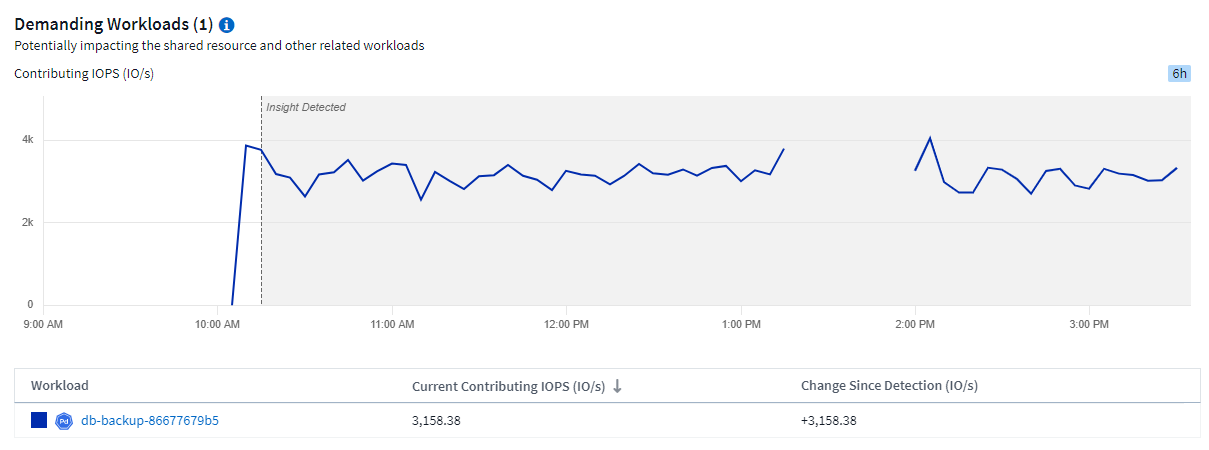 Demanding Workloads (1) i
Potentially impacting the shared resource and other related workloads
Contributing IOPS (IO/s) 6h
Insight Detected
4k
2k
0
9:00 AM 10:00 AM 11:00 AM 12:00 PM 1:00 PM 2:00 PM 3:00 PM
Workload Current Contributing IOPS (IO/s) ↓ Change Since Detection (IO/s)
Pd db-backup-86677679b5 3,158.38 +3,158.38